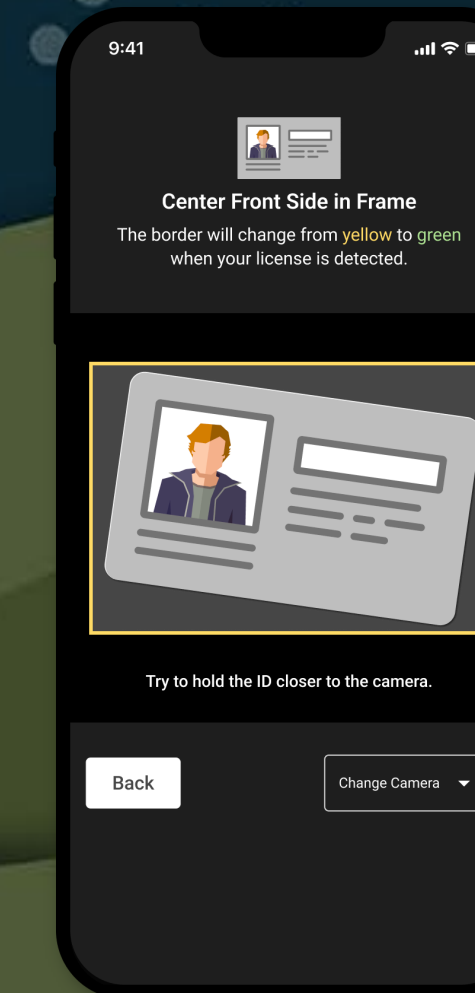 9:41
Center Front Side in Frame
The border will change from yellow to green
when your license is detected.
Try to hold the ID closer to the camera.
Back
Change Camera